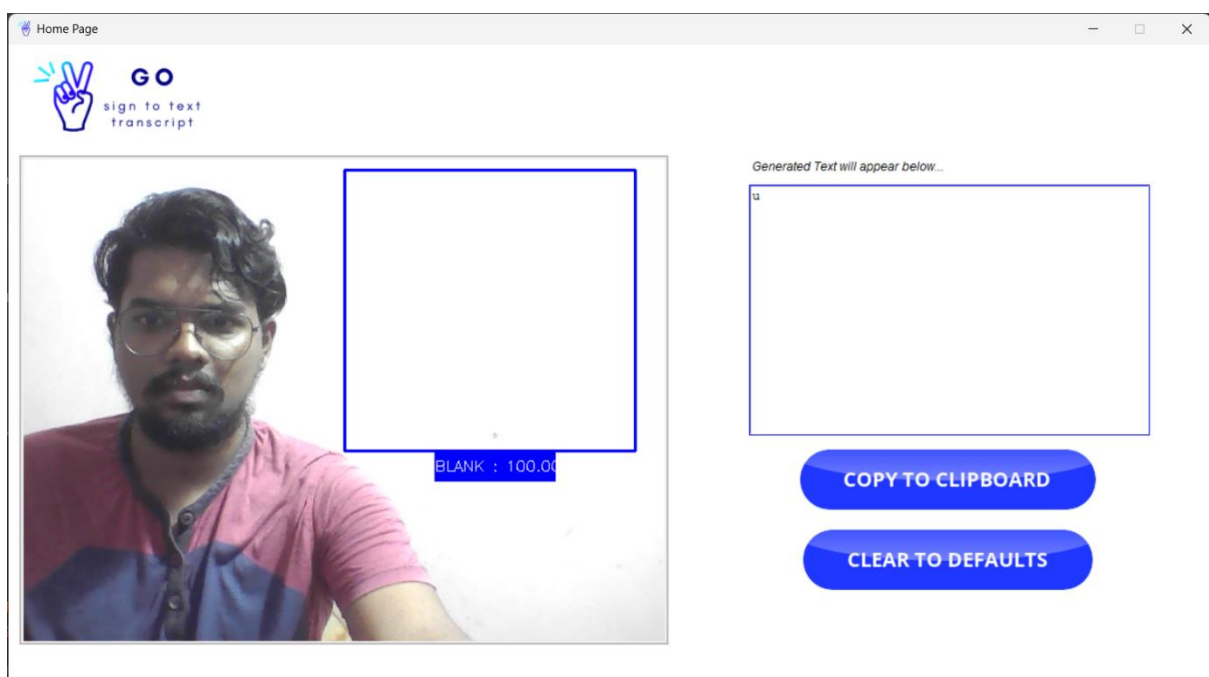 Home Page
GO
sign to text
transcript
Generated Text will appear below...
u
BLANK : 100.00
COPY TO CLIPBOARD
CLEAR TO DEFAULTS